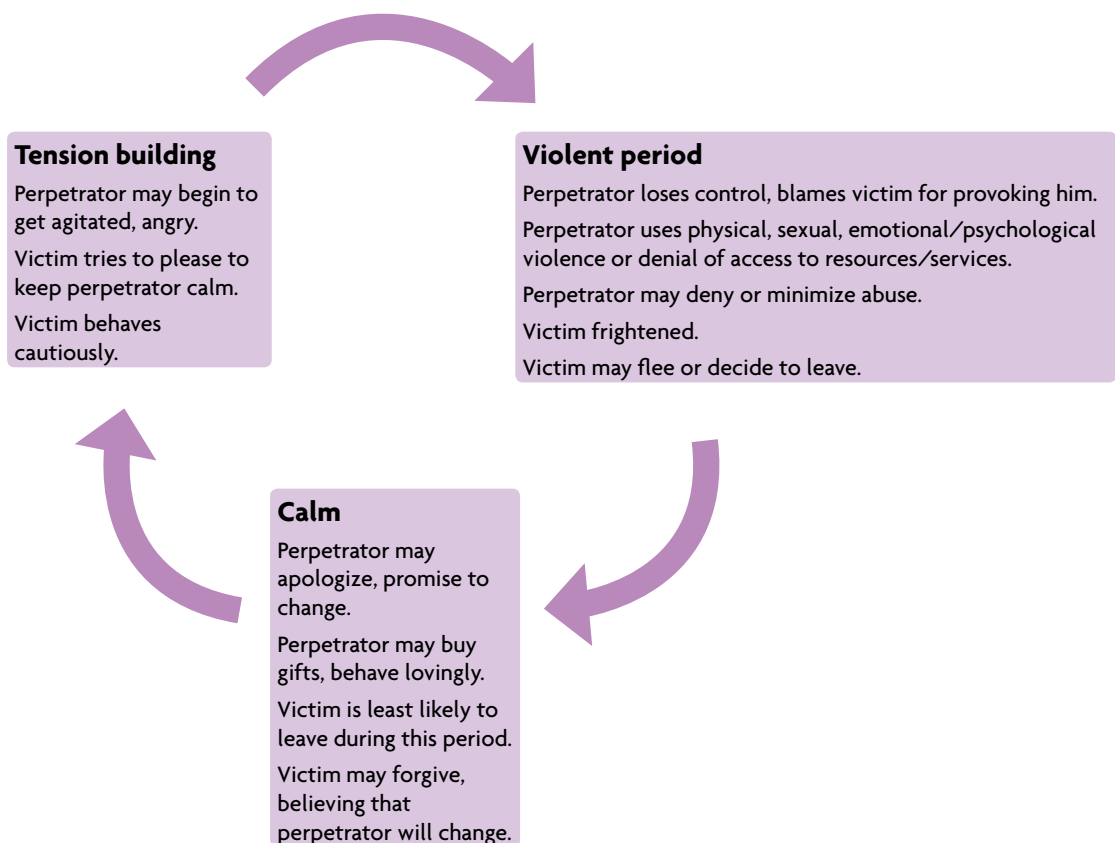 Tension building
Perpetrator may begin to
get agitated, angry.
Victim tries to please to
keep perpetrator calm.
Victim behaves
cautiously.
Violent period
Perpetrator loses control, blames victim for provoking him.
Perpetrator uses physical, sexual, emotional/psychological
violence or denial of access to resources/services.
Perpetrator may deny or minimize abuse.
Victim frightened.
Victim may flee or decide to leave.
Calm
Perpetrator may
apologize, promise to
change.
Perpetrator may buy
gifts, behave lovingly.
Victim is least likely to
leave during this period.
Victim may forgive,
believing that
perpetrator will change.